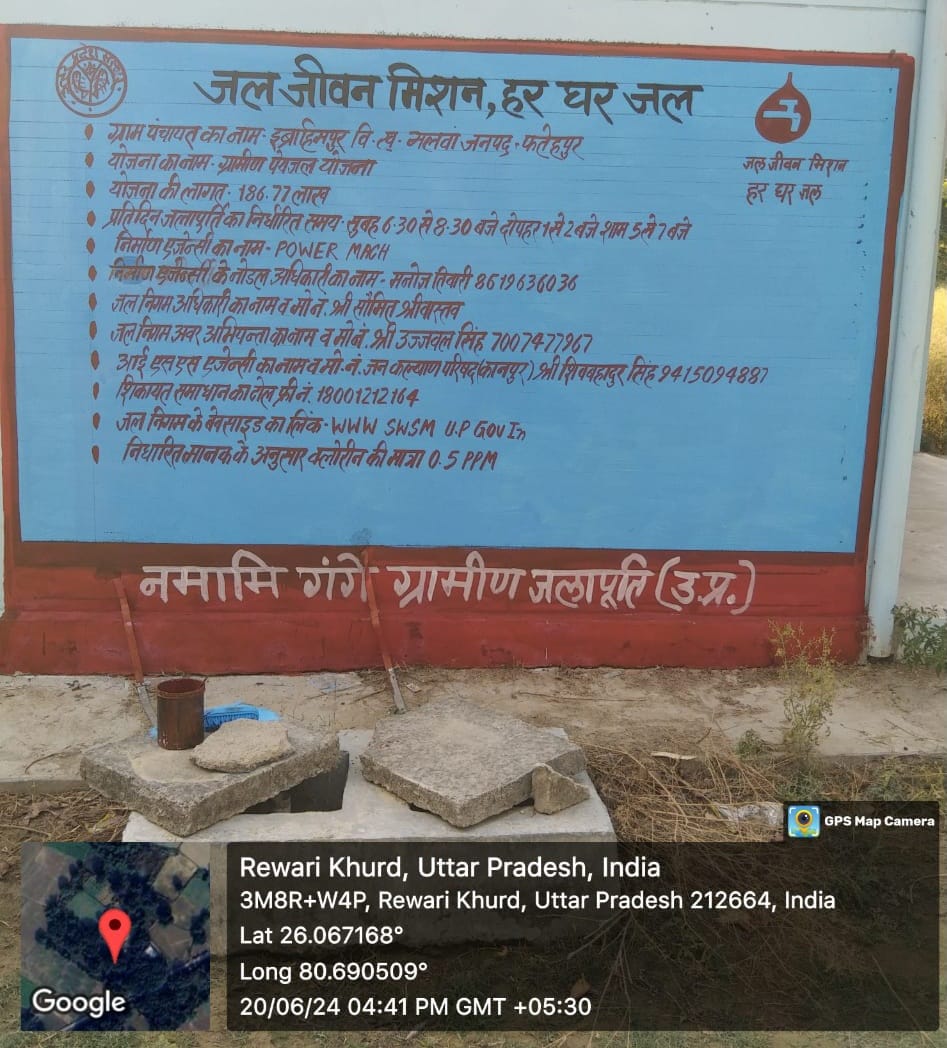 जल जीवन मिशन, हर घर जल
ग्राम पंचायत का नाम- इब्राहिमपुर वि.ख. मलवां जनपद- फतेहपुर
योजना का नाम- ग्रामीण पेयजल योजना
योजना की लागत- 186.77 लाख
प्रतिदिन जलापूर्ति का निर्धारित समय- सुबह 6:30 से 8:30 बजे दोपहर 1 से 2 बजे शाम 5 से 7 बजे
निर्माण एजेन्सी का नाम- POWER MACH
निर्माण एजेन्सी के नोडल अधिकारी का नाम- मनोज तिवारी 8619636036
जल निगम अधिकारी का नाम व मो.नं. श्री सौमित श्रीवास्तव
जल निगम अवर अभियन्ता का नाम व मो.नं. श्री उज्जवल सिंह 7007477967
आई एस एस एजेन्सी का नाम व मो.नं. जन कल्याण परिषद (कानपुर) श्री शिवबहादुर सिंह 9415094887
शिकायत समाधान का टोल फ्री नं. 18001212164
जल निगम के बेवसाइड का लिंक- WWW SWSM U.P GOV In
निर्धारित मानक के अनुसार क्लोरीन की मात्रा 0.5 PPM
जल जीवन मिशन
हर घर जल
नमामि गंगे ग्रामीण जलापूर्ति (उ.प्र.)
GPS Map Camera
Rewari Khurd, Uttar Pradesh, India
3M8R+W4P, Rewari Khurd, Uttar Pradesh 212664, India
Lat 26.067168°
Long 80.690509°
20/06/24 04:41 PM GMT +05:30
Google